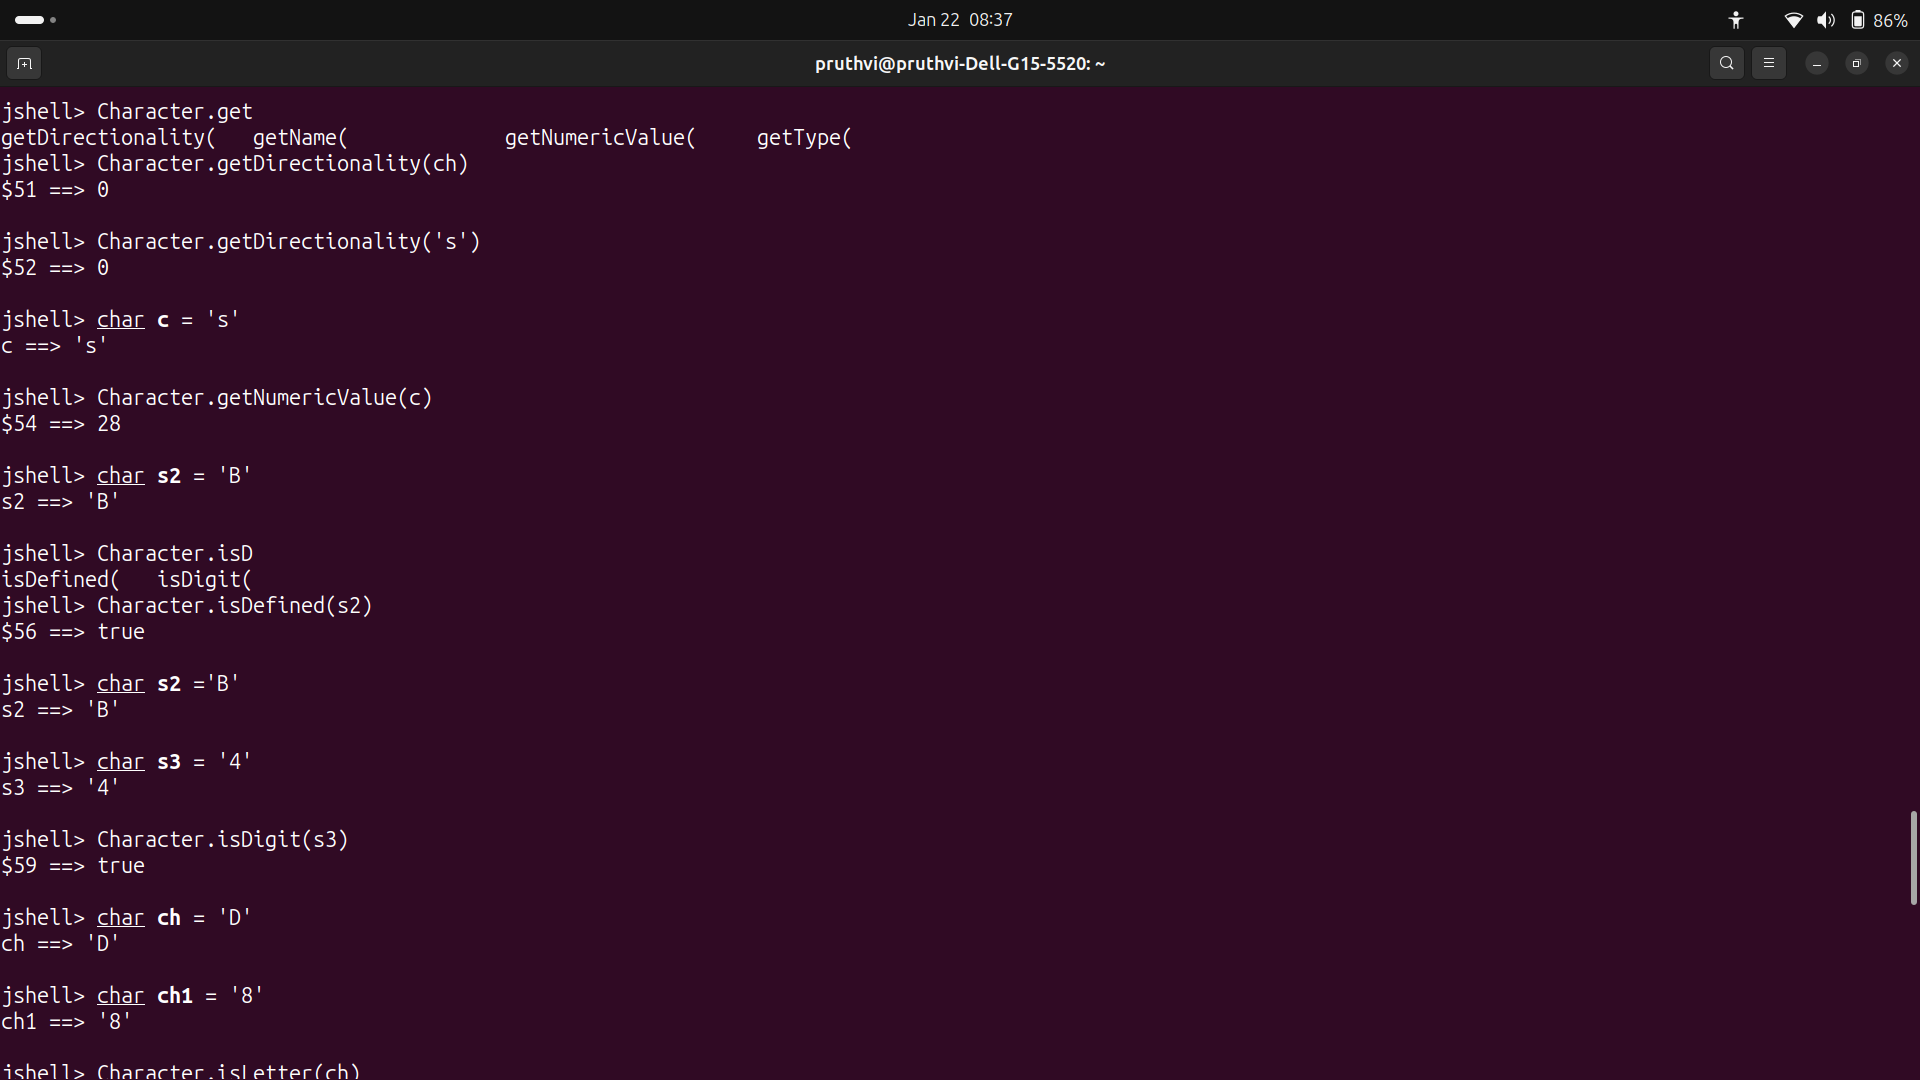 Jan 22  08:37
86%
pruthvi@pruthvi-Dell-G15-5520: ~
jshell> Character.get
getDirectionality(   getName(             getNumericValue(     getType(
jshell> Character.getDirectionality(ch)
$51 ==> 0
jshell> Character.getDirectionality('s')
$52 ==> 0
jshell> char c = 's'
c ==> 's'
jshell> Character.getNumericValue(c)
$54 ==> 28
jshell> char s2 = 'B'
s2 ==> 'B'
jshell> Character.isD
isDefined(   isDigit(
jshell> Character.isDefined(s2)
$56 ==> true
jshell> char s2 ='B'
s2 ==> 'B'
jshell> char s3 = '4'
s3 ==> '4'
jshell> Character.isDigit(s3)
$59 ==> true
jshell> char ch = 'D'
ch ==> 'D'
jshell> char ch1 = '8'
ch1 ==> '8'
jshell> Character.isLetter(ch)